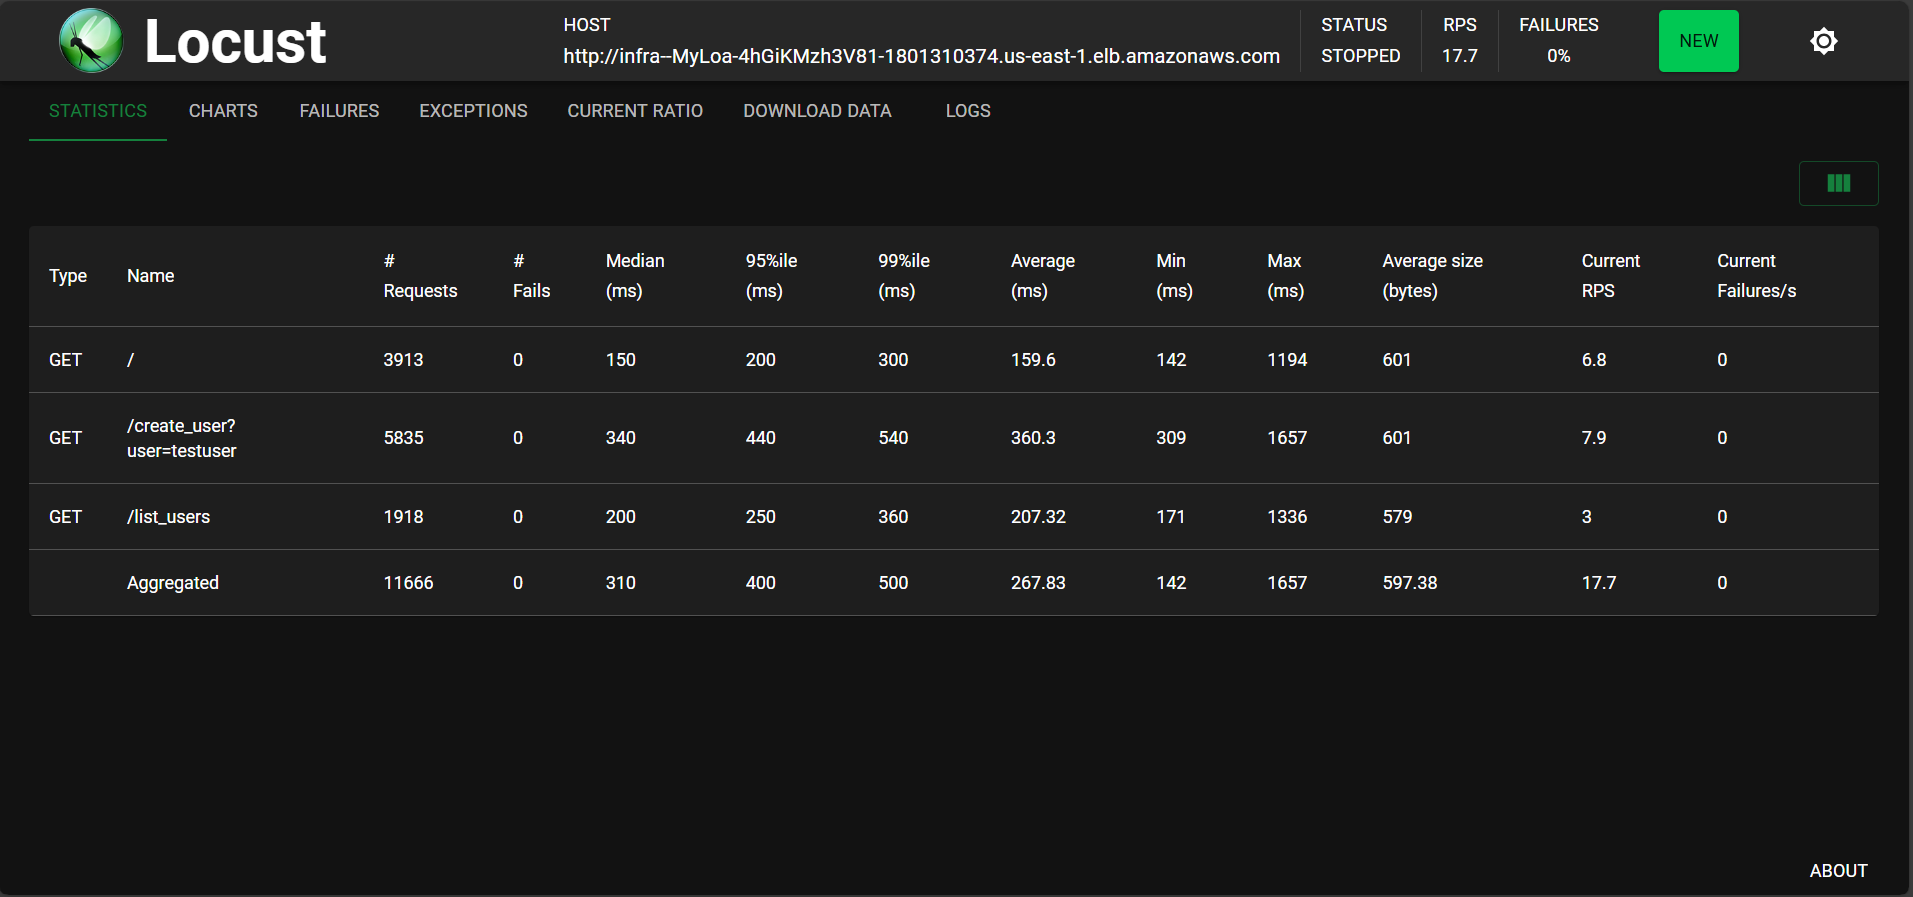 Locust
HOST
http://infra--MyLoa-4hGiKMzh3V81-1801310374.us-east-1.elb.amazonaws.com
STATUS
STOPPED
RPS
17.7
FAILURES
0%
NEW
STATISTICS CHARTS FAILURES EXCEPTIONS CURRENT RATIO DOWNLOAD DATA LOGS
Type Name # Requests # Fails Median (ms) 95%ile (ms) 99%ile (ms) Average (ms) Min (ms) Max (ms) Average size (bytes) Current RPS Current Failures/s
GET / 3913 0 150 200 300 159.6 142 1194 601 6.8 0
GET /create_user?user=testuser 5835 0 340 440 540 360.3 309 1657 601 7.9 0
GET /list_users 1918 0 200 250 360 207.32 171 1336 579 3 0
Aggregated 11666 0 310 400 500 267.83 142 1657 597.38 17.7 0
ABOUT